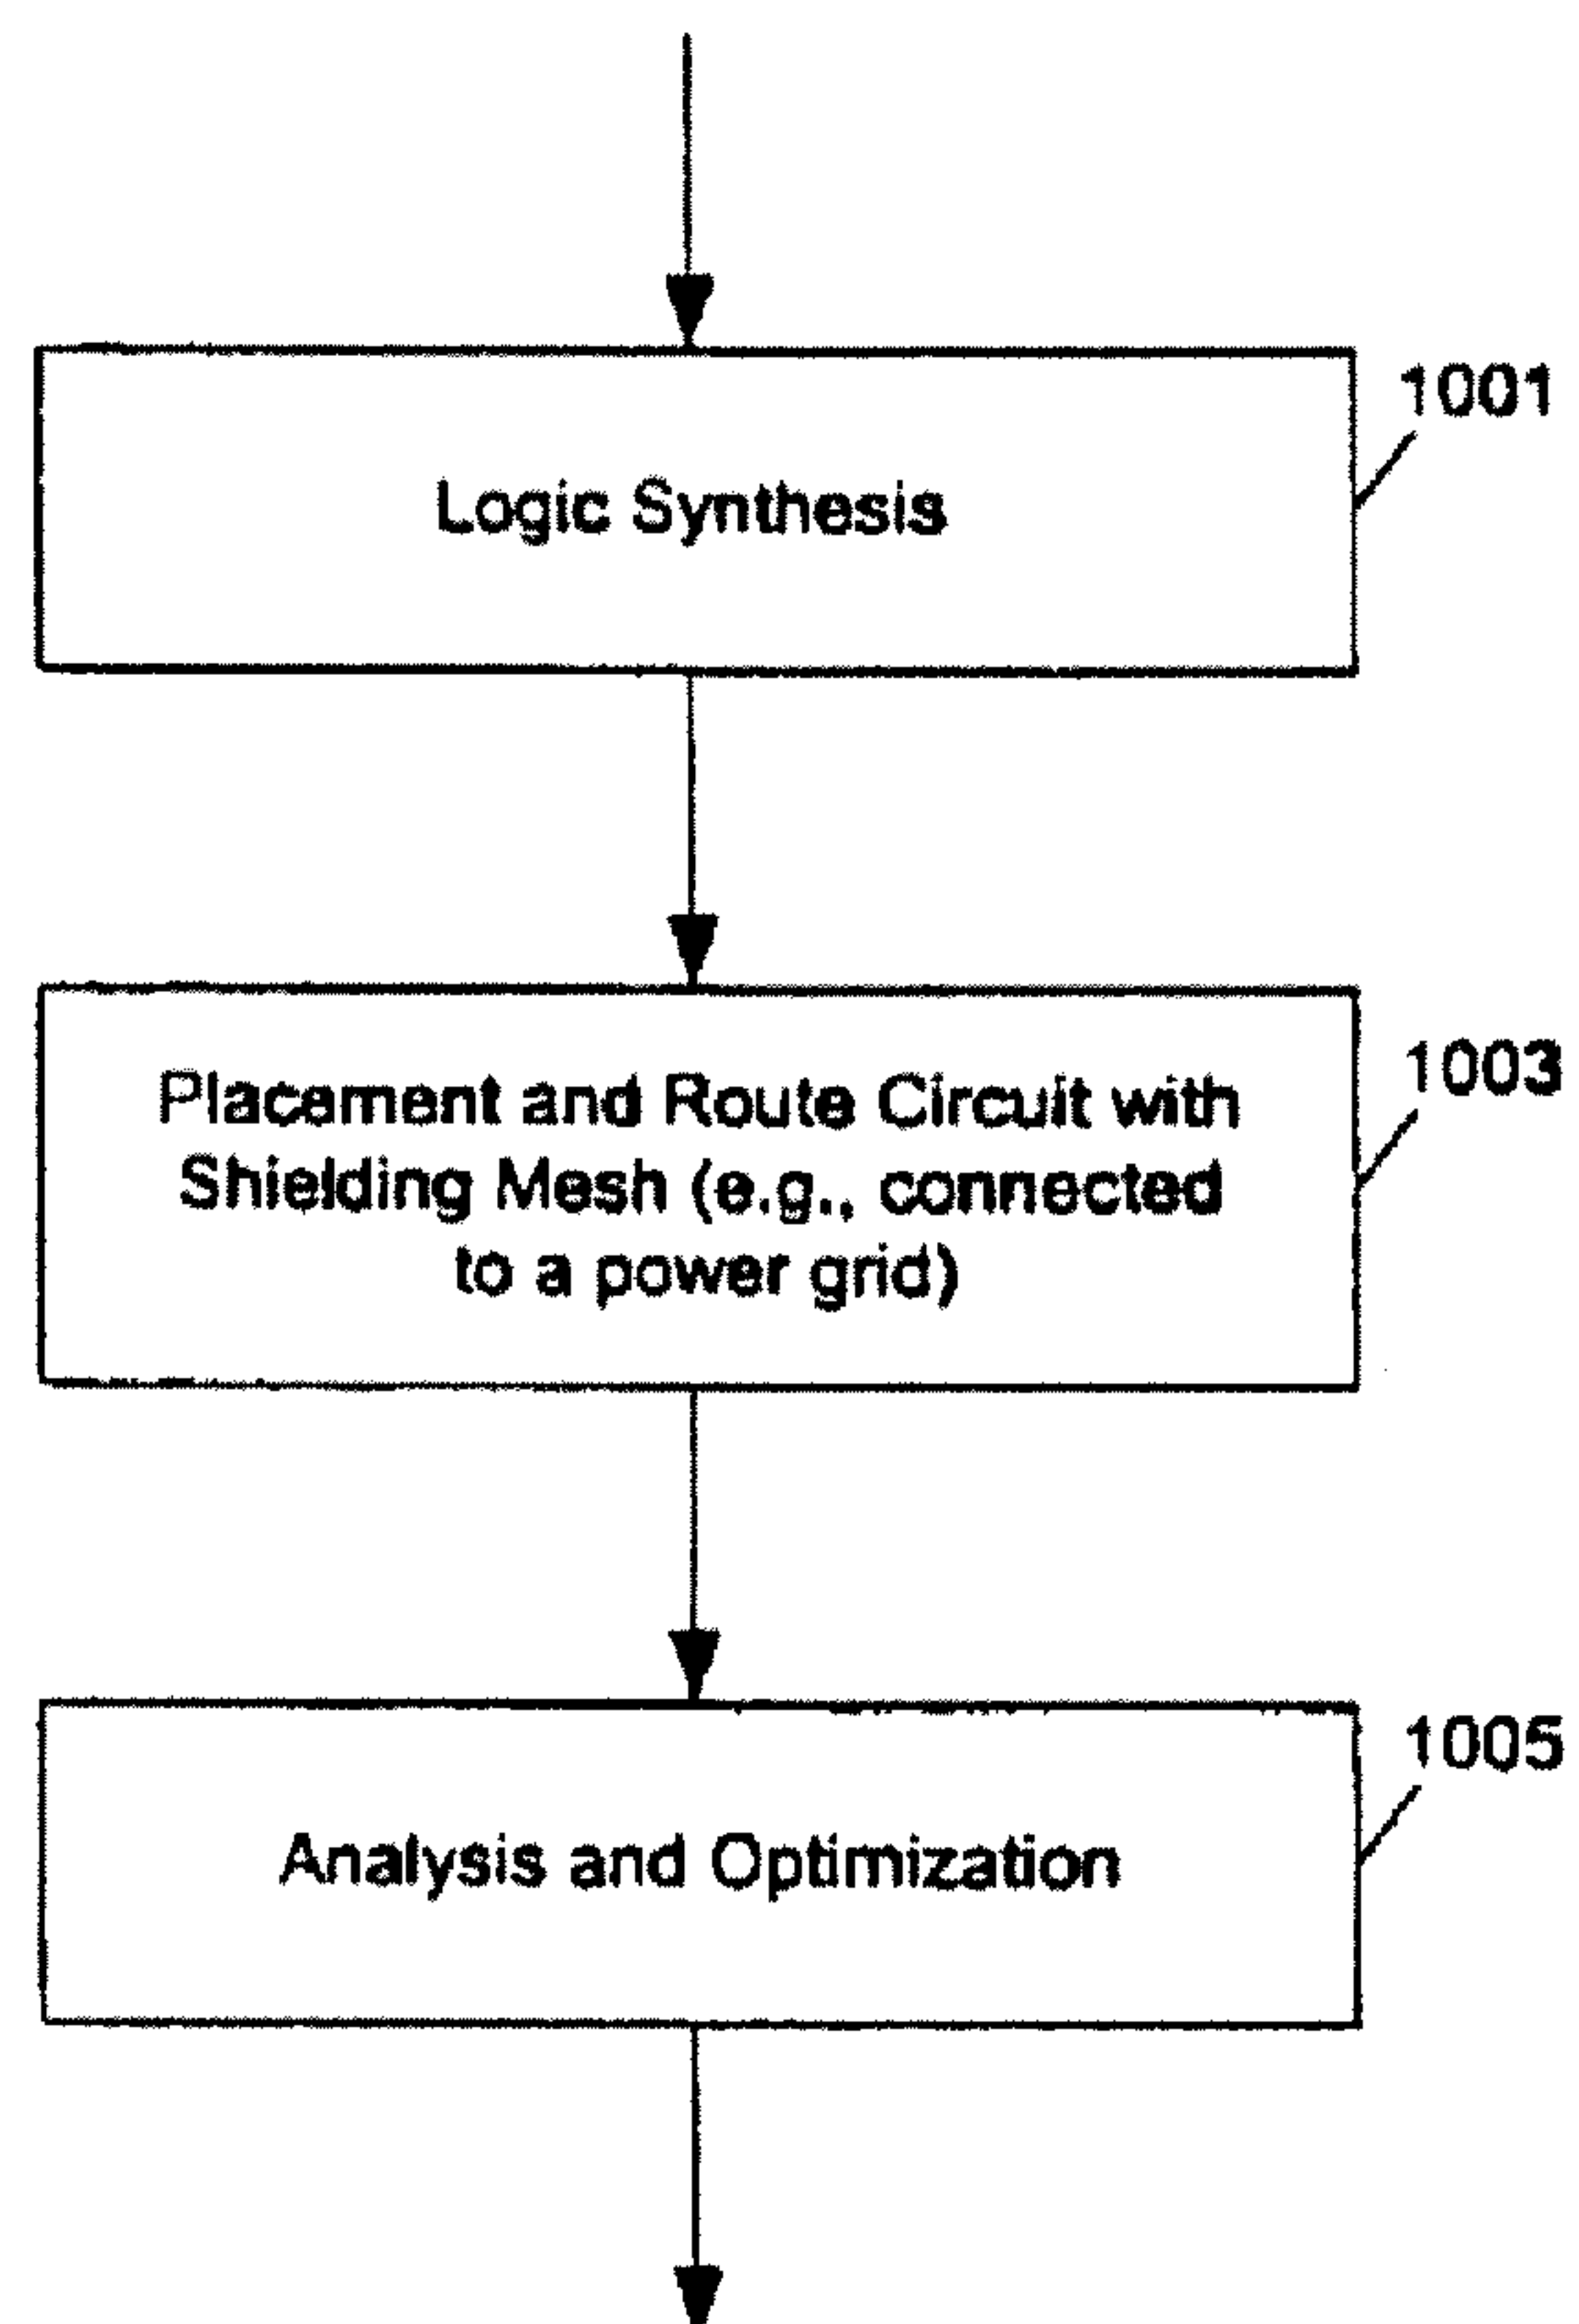 1001
Logic Synthesis
1003
Placement and Route Circuit with
Shielding Mesh (e.g., connected
to a power grid)
1005
Analysis and Optimization